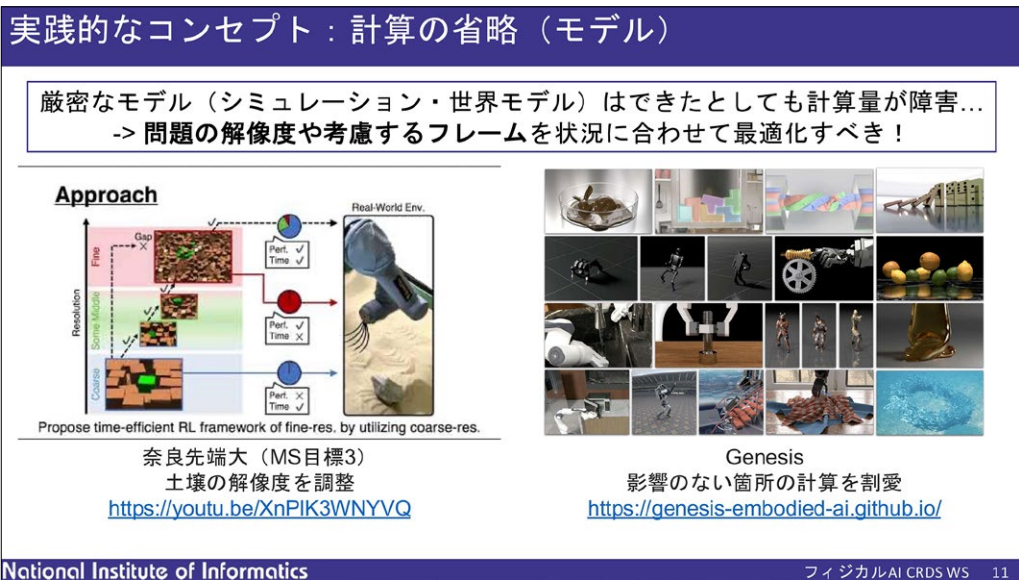 実践的なコンセプト：計算の省略（モデル）
厳密なモデル（シミュレーション・世界モデル）はできたとしても計算量が障害…
-> 問題の解像度や考慮するフレームを状況に合わせて最適化すべき！
Approach
Real-World Env.
Gap
Fine
Perf. ✓
Time ✓
Resolution
Some Middle
Perf. ✓
Time ×
Coarse
Perf. ×
Time ✓
Propose time-efficient RL framework of fine-res. by utilizing coarse-res.
奈良先端大（MS目標3）
土壌の解像度を調整
https://youtu.be/XnPlK3WNYVQ
Genesis
影響のない箇所の計算を割愛
https://genesis-embodied-ai.github.io/
National Institute of Informatics
フィジカルAI CRDS WS 11